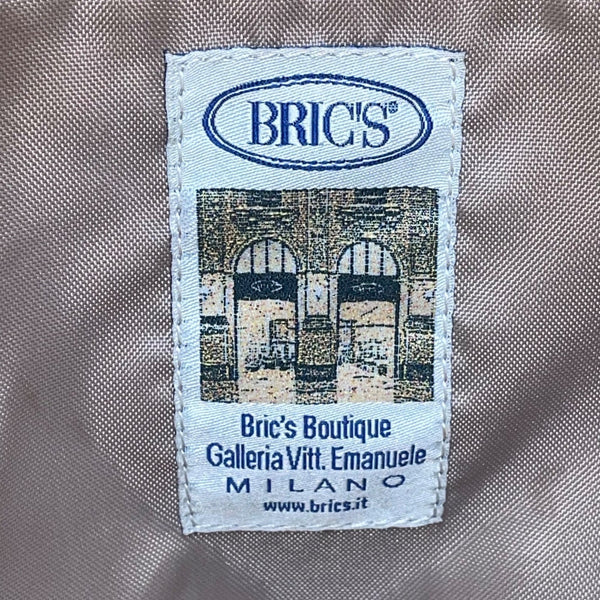 BRIC'S®
Bric's Boutique
Galleria Vitt. Emanuele
MILANO
www.brics.it